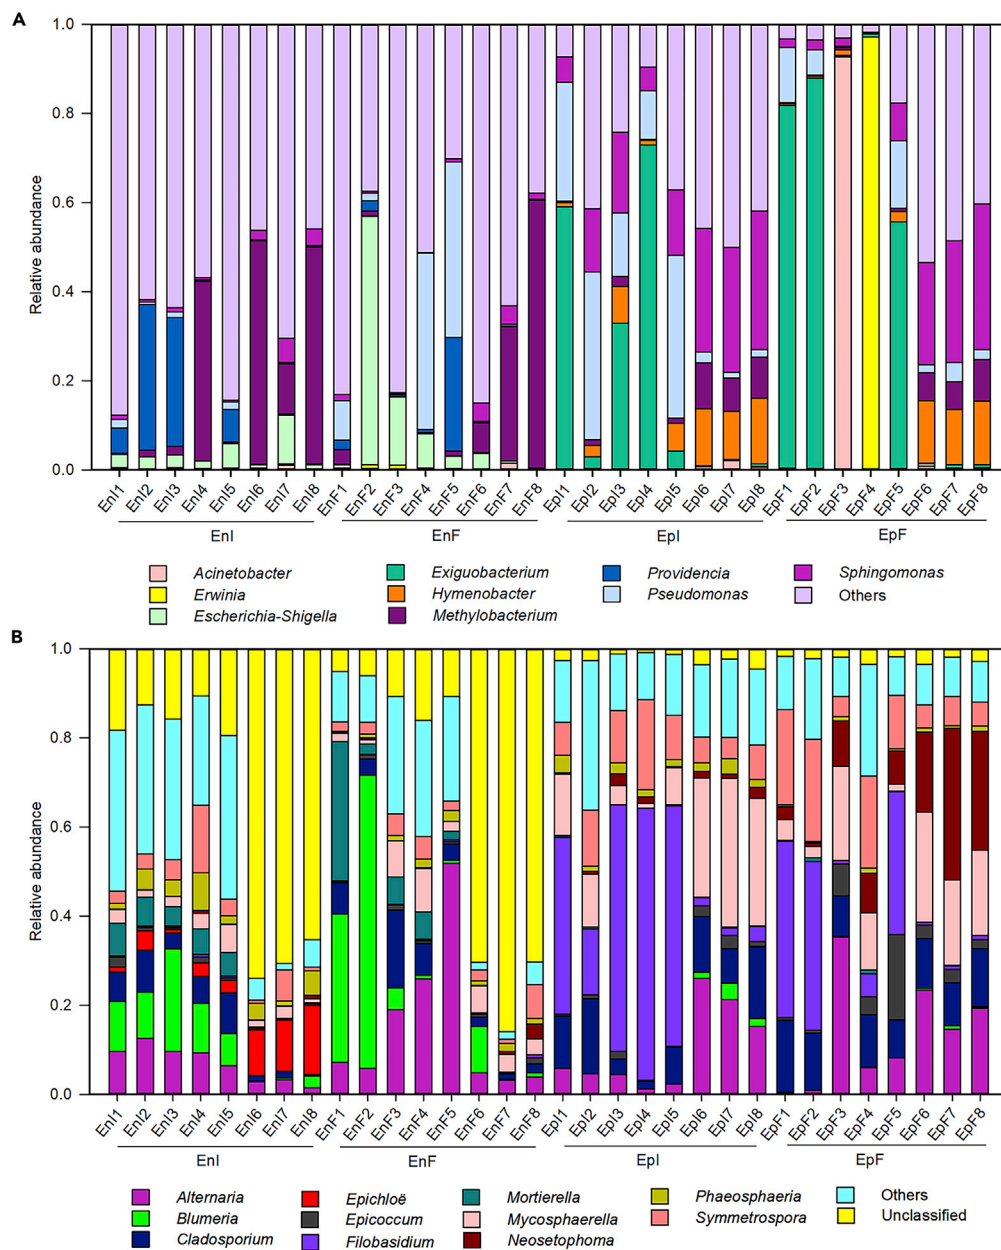 A
1.0
0.8
0.6
0.4
0.2
0.0
Relative abundance
EnI1 EnI2 EnI3 EnI4 EnI5 EnI6 EnI7 EnI8 EnF1 EnF2 EnF3 EnF4 EnF5 EnF6 EnF7 EnF8 EpI1 EpI2 EpI3 EpI4 EpI5 EpI6 EpI7 EpI8 EpF1 EpF2 EpF3 EpF4 EpF5 EpF6 EpF7 EpF8
EnI EnF EpI EpF
Acinetobacter Exiguobacterium Providencia Sphingomonas
Erwinia Hymenobacter Pseudomonas Others
Escherichia-Shigella Methylobacterium
B
1.0
0.8
0.6
0.4
0.2
0.0
Relative abundance
EnI1 EnI2 EnI3 EnI4 EnI5 EnI6 EnI7 EnI8 EnF1 EnF2 EnF3 EnF4 EnF5 EnF6 EnF7 EnF8 EpI1 EpI2 EpI3 EpI4 EpI5 EpI6 EpI7 EpI8 EpF1 EpF2 EpF3 EpF4 EpF5 EpF6 EpF7 EpF8
EnI EnF EpI EpF
Alternaria Epichloë Mortierella Phaeosphaeria Others
Blumeria Epicoccum Mycosphaerella Symmetrospora Unclassified
Cladosporium Filobasidium Neosetophoma